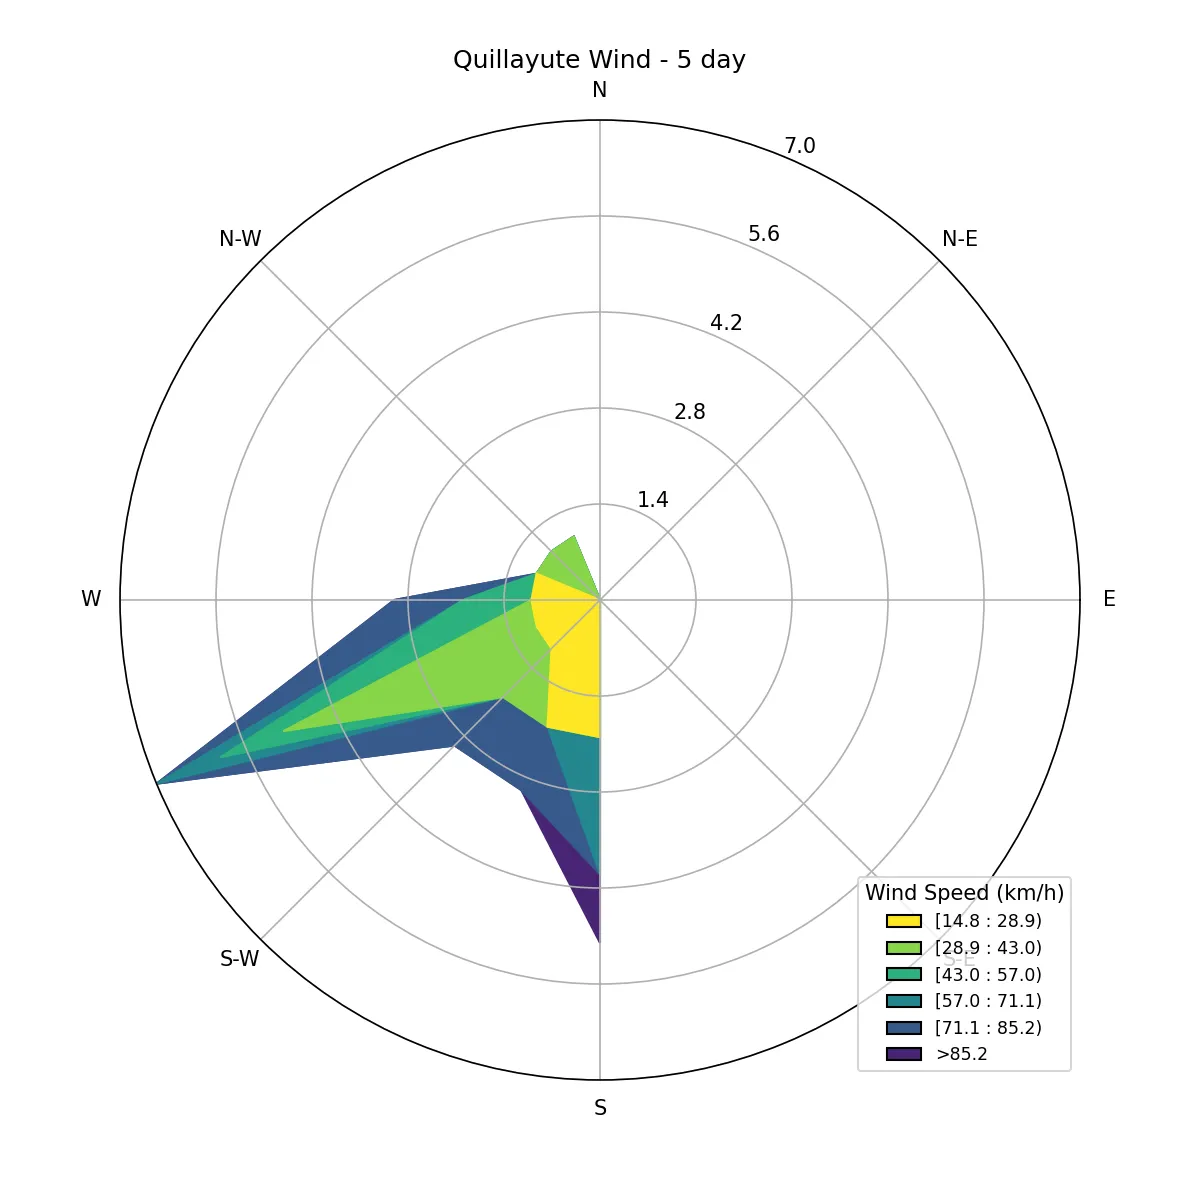 Quillayute Wind - 5 day
N
7.0
N-W
N-E
5.6
4.2
2.8
1.4
W
E
S-W
S-E
S
Wind Speed (km/h)
[14.8 : 28.9)
[28.9 : 43.0)
[43.0 : 57.0)
[57.0 : 71.1)
[71.1 : 85.2)
>85.2